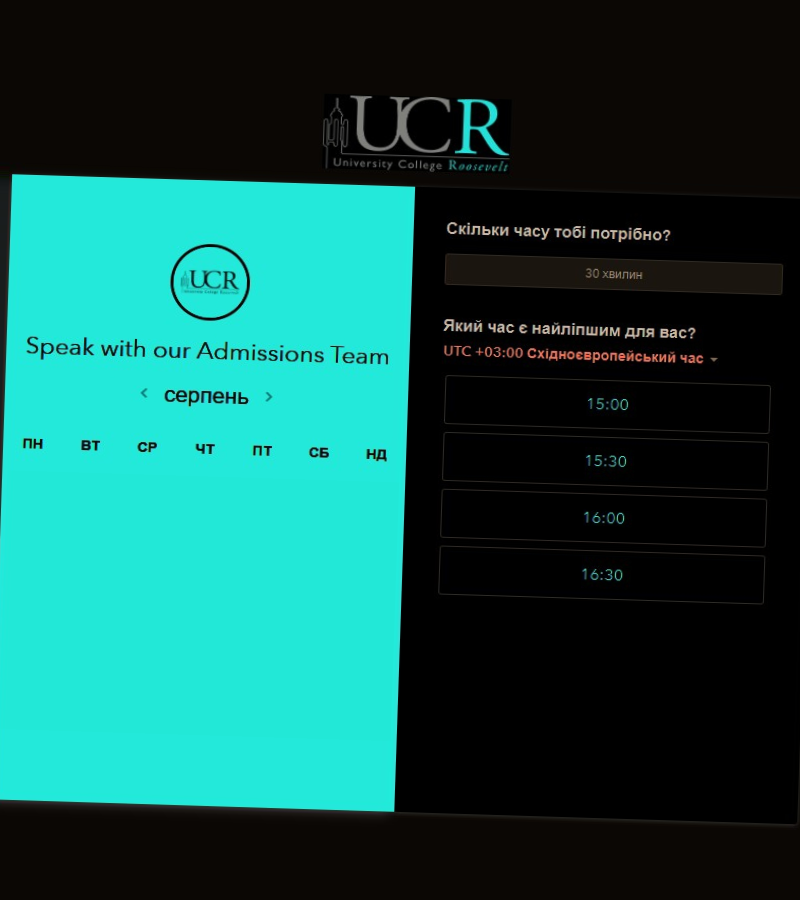 UCR
University College Roosevelt
UCR
Speak with our Admissions Team
серпень
ПН ВТ СР ЧТ ПТ СБ НД
Скільки часу тобі потрібно?
30 хвилин
Який час є найліпшим для вас?
UTC +03:00 Східноєвропейський час
15:00
15:30
16:00
16:30